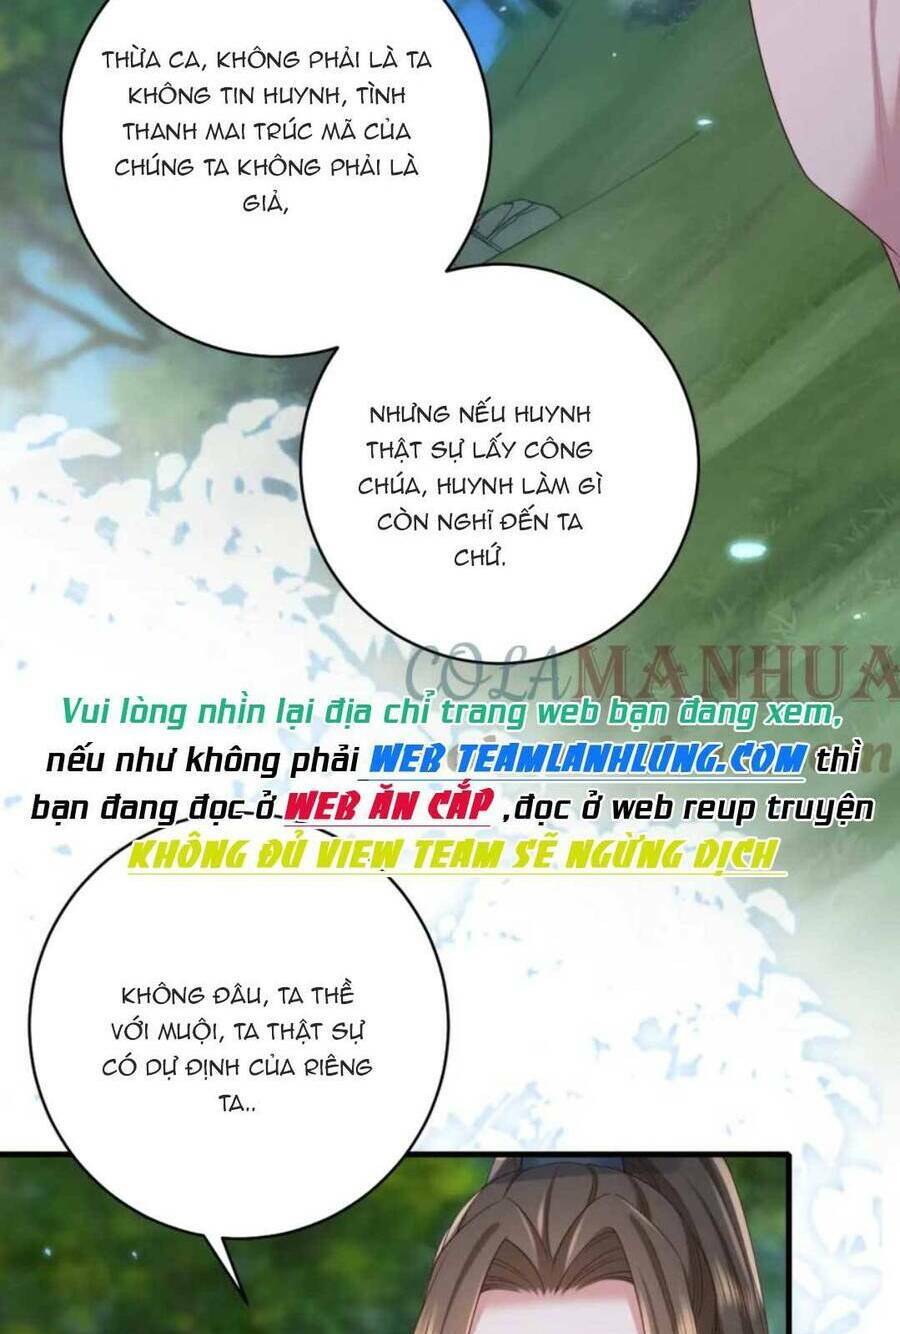 THỪA CA, KHÔNG PHẢI LÀ TA
KHÔNG TIN HUYNH, TÌNH
THANH MAI TRÚC MÃ CỦA
CHÚNG TA KHÔNG PHẢI LÀ
GIẢ,
NHƯNG NẾU HUYNH
THẬT SỰ LẤY CÔNG
CHÚA, HUYNH LÀM GÌ
CÒN NGHĨ ĐẾN TA
CHỨ.
COLAMANHUA
Vui lòng nhìn lại địa chỉ trang web bạn đang xem,
nếu như không phải WEB TEAMLANHLUNG.COM thì
bạn đang đọc ở WEB ĂN CẮP ,đọc ở web reup truyện
KHÔNG ĐỦ VIEW TEAM SẼ NGỪNG DỊCH
KHÔNG ĐÂU, TA THỀ
VỚI MUỘI, TA THẬT SỰ
CÓ DỰ ĐỊNH CỦA RIÊNG
TA..